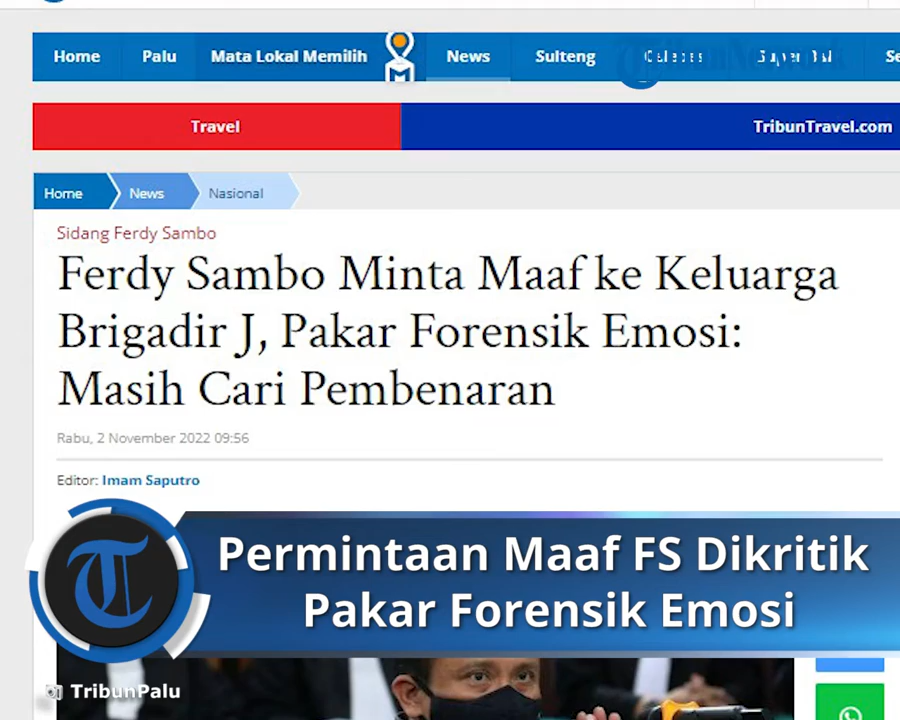 Home Palu Mata Lokal Memilih News Sulteng
Travel TribunTravel.com
Home News Nasional
Sidang Ferdy Sambo
Ferdy Sambo Minta Maaf ke Keluarga
Brigadir J, Pakar Forensik Emosi:
Masih Cari Pembenaran
Rabu, 2 November 2022 09:56
Editor: Imam Saputro
Permintaan Maaf FS Dikritik
Pakar Forensik Emosi
TribunPalu